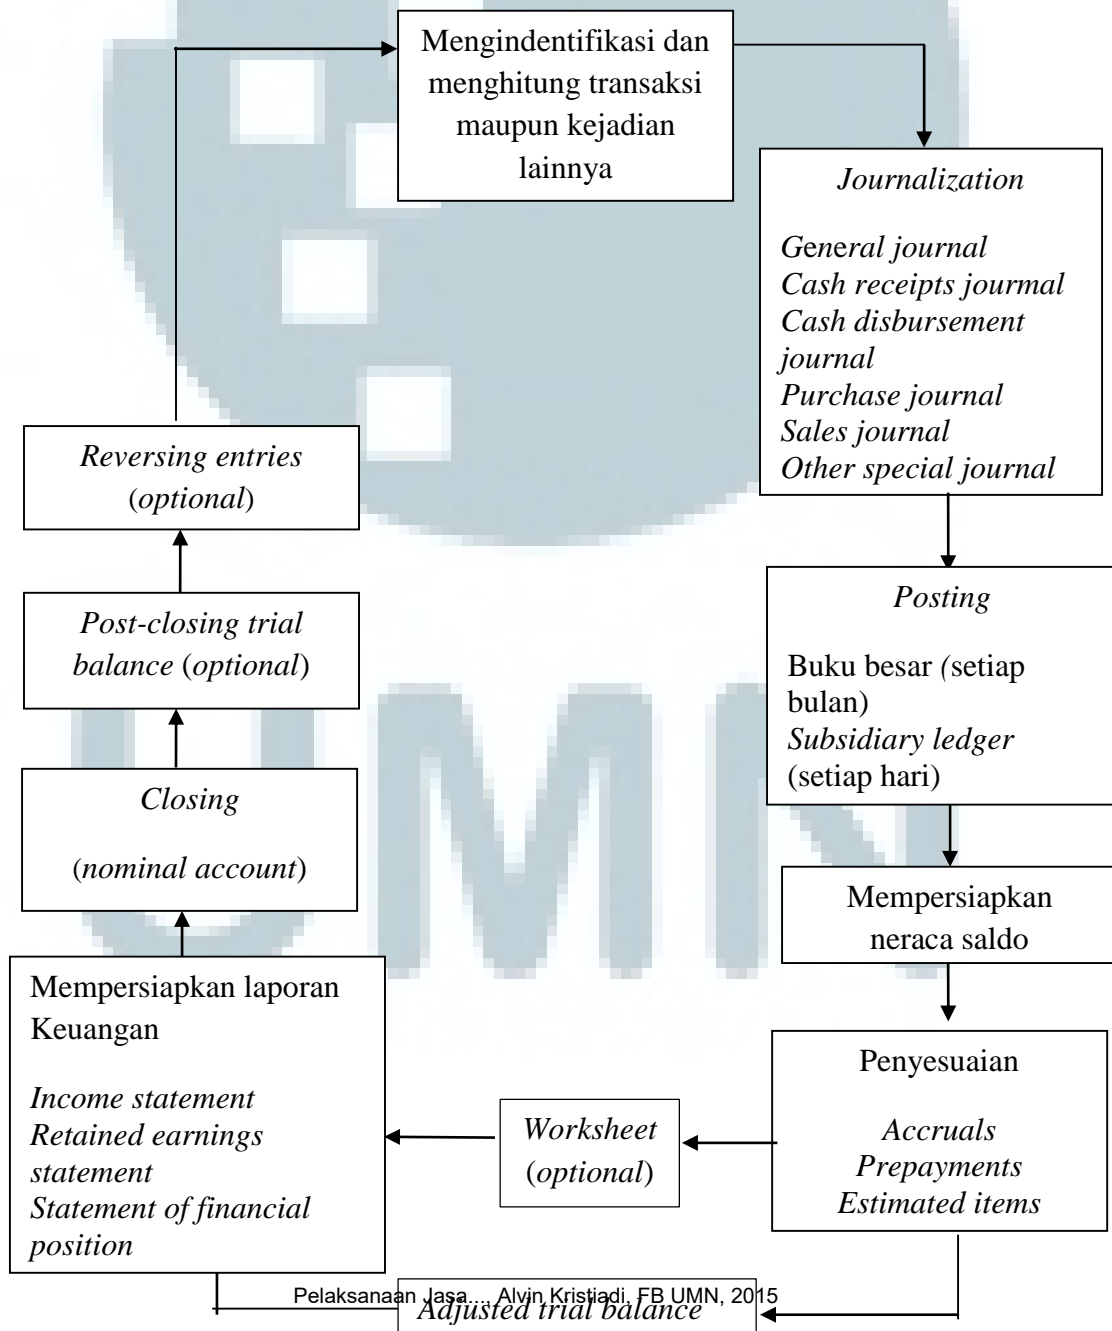 Mengindentifikasi dan
menghitung transaksi
maupun kejadian
lainnya
Journalization
General journal
Cash receipts jourmal
Cash disbursement
journal
Purchase journal
Sales journal
Other special journal
Posting
Buku besar (setiap
bulan)
Subsidiary ledger
(setiap hari)
Mempersiapkan
neraca saldo
Penyesuaian
Accruals
Prepayments
Estimated items
Worksheet
(optional)
Adjusted trial balance
Mempersiapkan laporan
Keuangan
Income statement
Retained earnings
statement
Statement of financial
position
Closing
(nominal account)
Post-closing trial
balance (optional)
Reversing entries
(optional)
UMN
Pelaksanaan Jasa..., Alvin Kristiadi, FB UMN, 2015